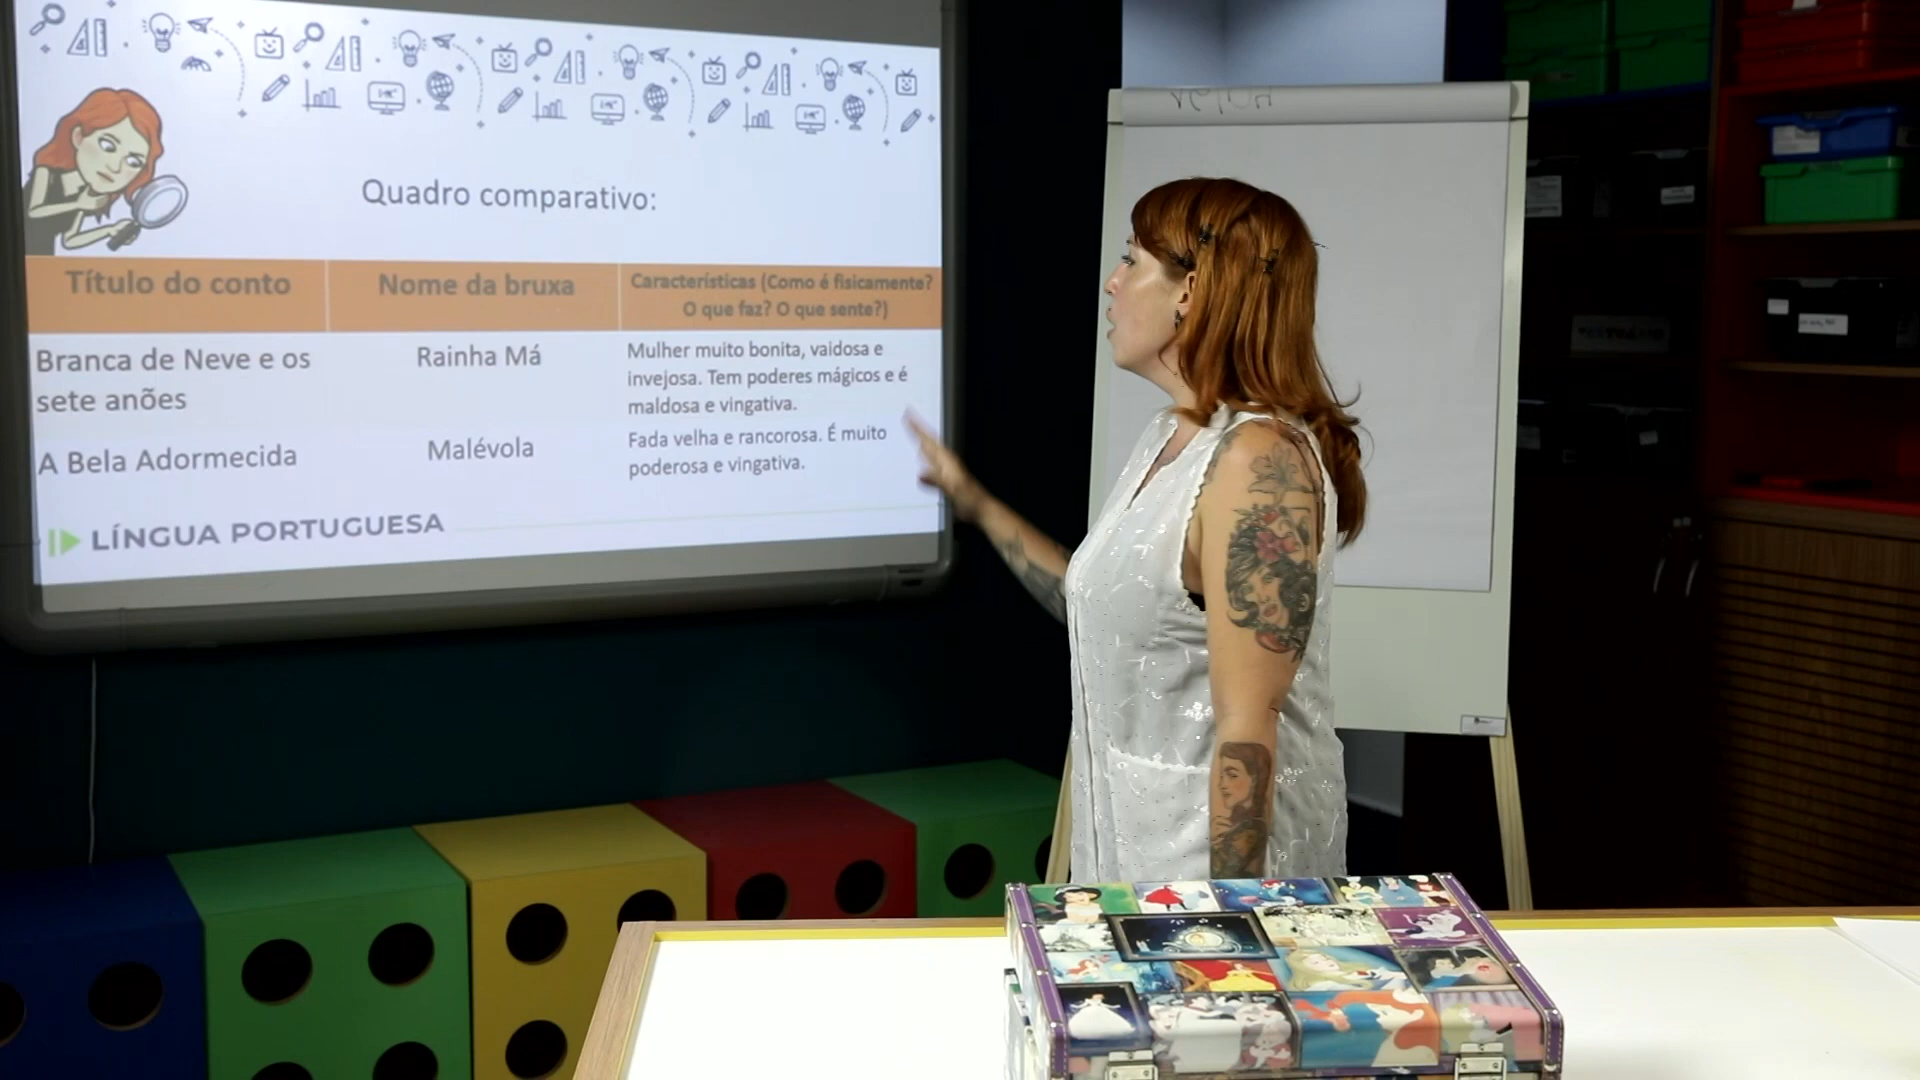 Quadro comparativo:
Título do conto
Nome da bruxa
Características (Como é fisicamente?
O que faz? O que sente?)
Branca de Neve e os
sete anões
Rainha Má
Mulher muito bonita, vaidosa e
invejosa. Tem poderes mágicos e é
maldosa e vingativa.
A Bela Adormecida
Malévola
Fada velha e rancorosa. É muito
poderosa e vingativa.
LÍNGUA PORTUGUESA